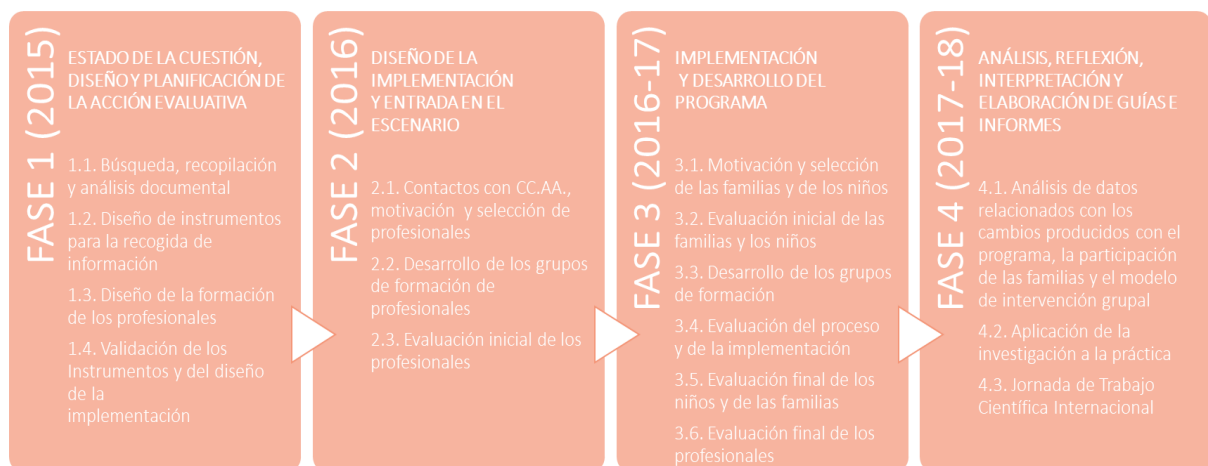 FASE 1 (2015)
ESTADO DE LA CUESTIÓN,
DISEÑO Y PLANIFICACIÓN DE
LA ACCIÓN EVALUATIVA
1.1. Búsqueda, recopilación
y análisis documental
1.2. Diseño de instrumentos
para la recogida de
información
1.3. Diseño de la formación
de los profesionales
1.4. Validación de los
Instrumentos y del diseño
de la
implementación
FASE 2 (2016)
DISEÑO DE LA
IMPLEMENTACIÓN
Y ENTRADA EN EL
ESCENARIO
2.1. Contactos con CC.AA.,
motivación y selección de
profesionales
2.2. Desarrollo de los grupos
de formación de
profesionales
2.3. Evaluación inicial de los
profesionales
FASE 3 (2016-17)
IMPLEMENTACIÓN
Y DESARROLLO DEL
PROGRAMA
3.1. Motivación y selección
de las familias y de los niños
3.2. Evaluación inicial de las
familias y los niños
3.3. Desarrollo de los grupos
de formación
3.4. Evaluación del proceso
y de la implementación
3.5. Evaluación final de los
niños y de las familias
3.6. Evaluación final de los
profesionales
FASE 4 (2017-18)
ANÁLISIS, REFLEXIÓN,
INTERPRETACIÓN Y
ELABORACIÓN DE GUÍAS E
INFORMES
4.1. Análisis de datos
relacionados con los
cambios producidos con el
programa, la participación
de las familias y el modelo
de intervención grupal
4.2. Aplicación de la
investigación a la práctica
4.3. Jornada de Trabajo
Científica Internacional